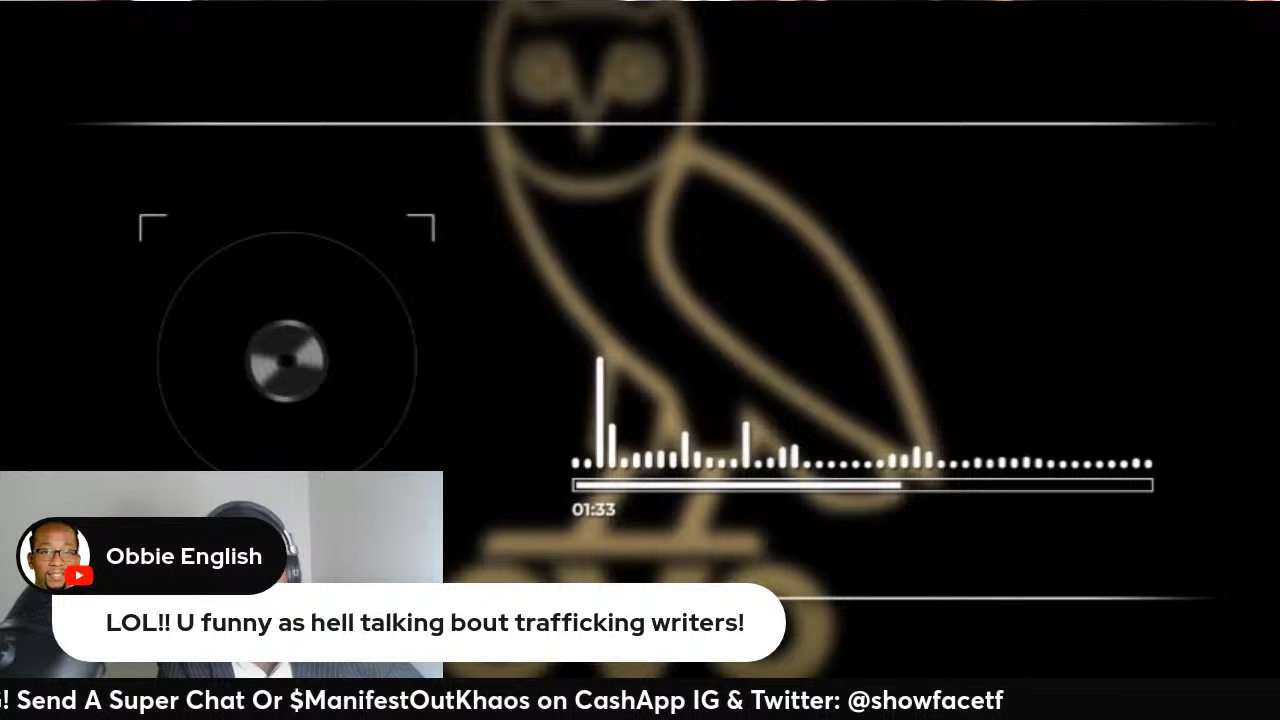 01:33
Obbie English
LOL!! U funny as hell talking bout trafficking writers!
! Send A Super Chat Or $ManifestOutKhaos on CashApp IG & Twitter: @showfacetf